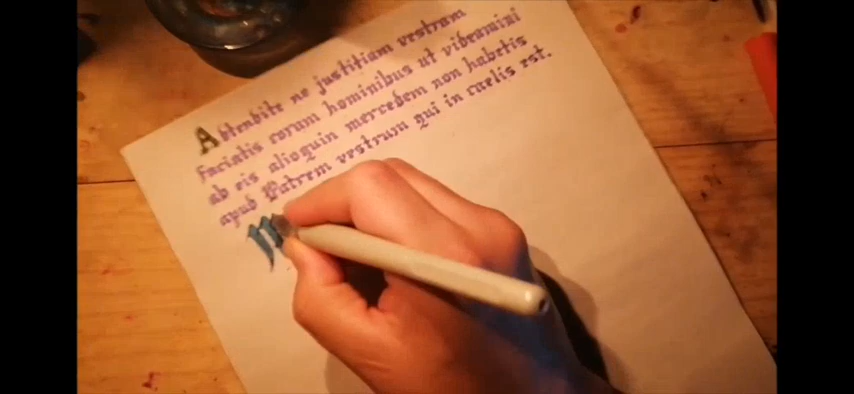 Adtendite ne justitiam vestram
faciatis coram hominibus ut videamini
ab eis alioquin mercedem non habetis
apud Patrem vestrum qui in caelis est.